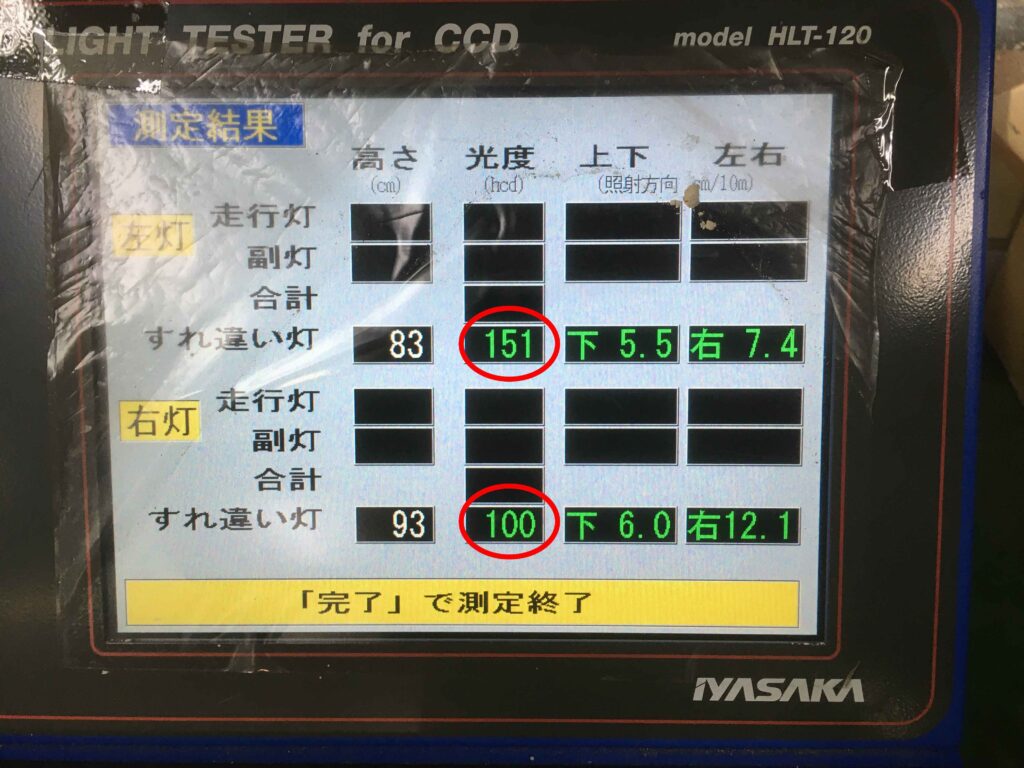 LIGHT TESTER for CCD model HLT-120
測定結果
高さ 光度 上下 左右
(cm) (hcd) (照射方向 cm/10m)
左灯 走行灯
副灯
合計
すれ違い灯 83 151 下 5.5 右 7.4
右灯 走行灯
副灯
合計
すれ違い灯 93 100 下 6.0 右12.1
「完了」で測定終了
IYASAKA